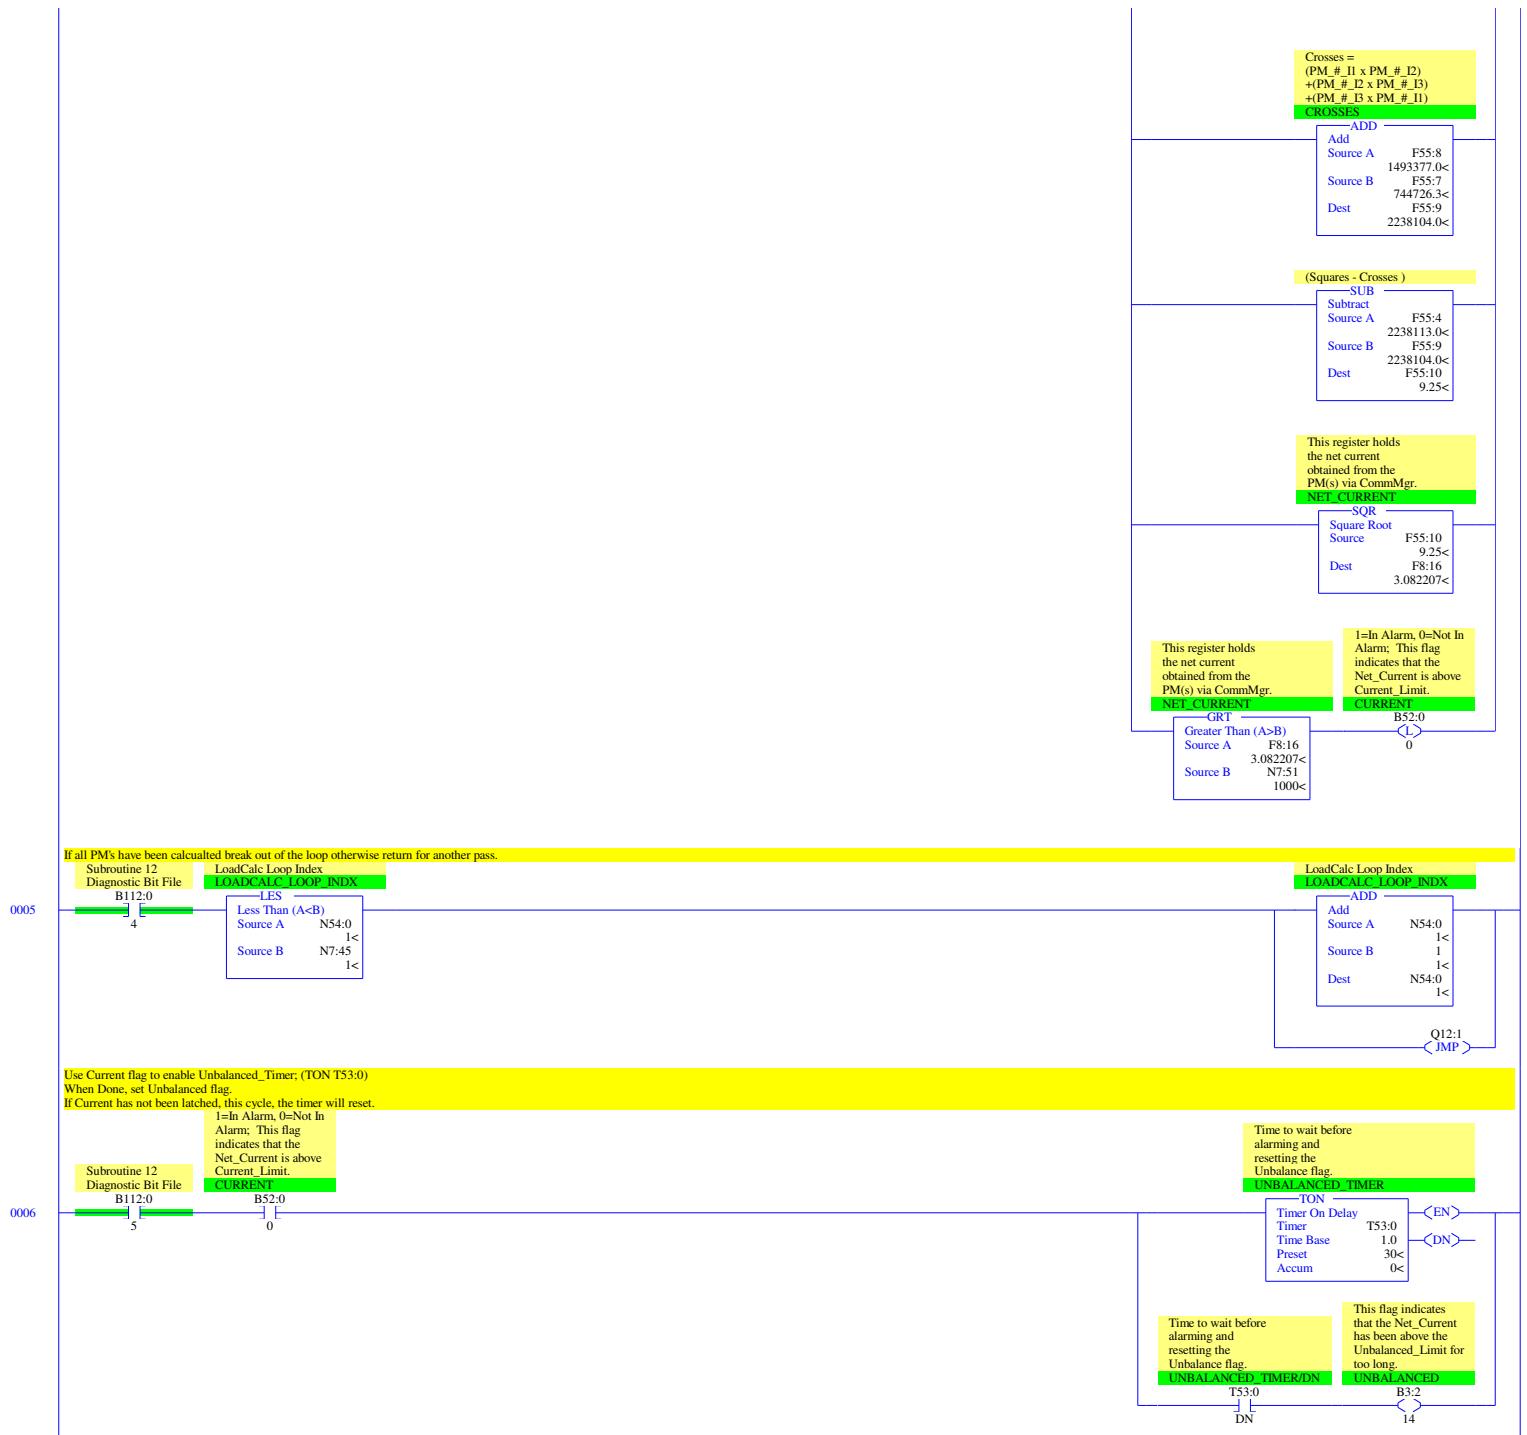 Crosses =
(PM_#_I1 x PM_#_I2)
+(PM_#_I2 x PM_#_I3)
+(PM_#_I3 x PM_#_I1)
CROSSES
ADD
Add
Source A F55:8
1493377.0<
Source B F55:7
744726.3<
Dest F55:9
2238104.0<
(Squares - Crosses )
SUB
Subtract
Source A F55:4
2238113.0<
Source B F55:9
2238104.0<
Dest F55:10
9.25<
This register holds
the net current
obtained from the
PM(s) via CommMgr.
NET_CURRENT
SQR
Square Root
Source F55:10
9.25<
Dest F8:16
3.082207<
This register holds
the net current
obtained from the
PM(s) via CommMgr.
NET_CURRENT
GRT
Greater Than (A>B)
Source A F8:16
3.082207<
Source B N7:51
1000<
1=In Alarm, 0=Not In
Alarm; This flag
indicates that the
Net_Current is above
Current_Limit.
CURRENT
B52:0
L
0
If all PM's have been calcualted break out of the loop otherwise return for another pass.
0005
Subroutine 12
Diagnostic Bit File
B112:0
4
LoadCalc Loop Index
LOADCALC_LOOP_INDX
LES
Less Than (A<B)
Source A N54:0
1<
Source B N7:45
1<
LoadCalc Loop Index
LOADCALC_LOOP_INDX
ADD
Add
Source A N54:0
1<
Source B 1
1<
Dest N54:0
1<
Q12:1
JMP
Use Current flag to enable Unbalanced_Timer; (TON T53:0)
When Done, set Unbalanced flag.
If Current has not been latched, this cycle, the timer will reset.
0006
Subroutine 12
Diagnostic Bit File
B112:0
5
1=In Alarm, 0=Not In
Alarm; This flag
indicates that the
Net_Current is above
Current_Limit.
CURRENT
B52:0
0
Time to wait before
alarming and
resetting the
Unbalance flag.
UNBALANCED_TIMER
TON
Timer On Delay
Timer T53:0
Time Base 1.0
Preset 30<
Accum 0<
EN
DN
Time to wait before
alarming and
resetting the
Unbalance flag.
UNBALANCED_TIMER/DN
T53:0
DN
This flag indicates
that the Net_Current
has been above the
Unbalanced_Limit for
too long.
UNBALANCED
B3:2
14